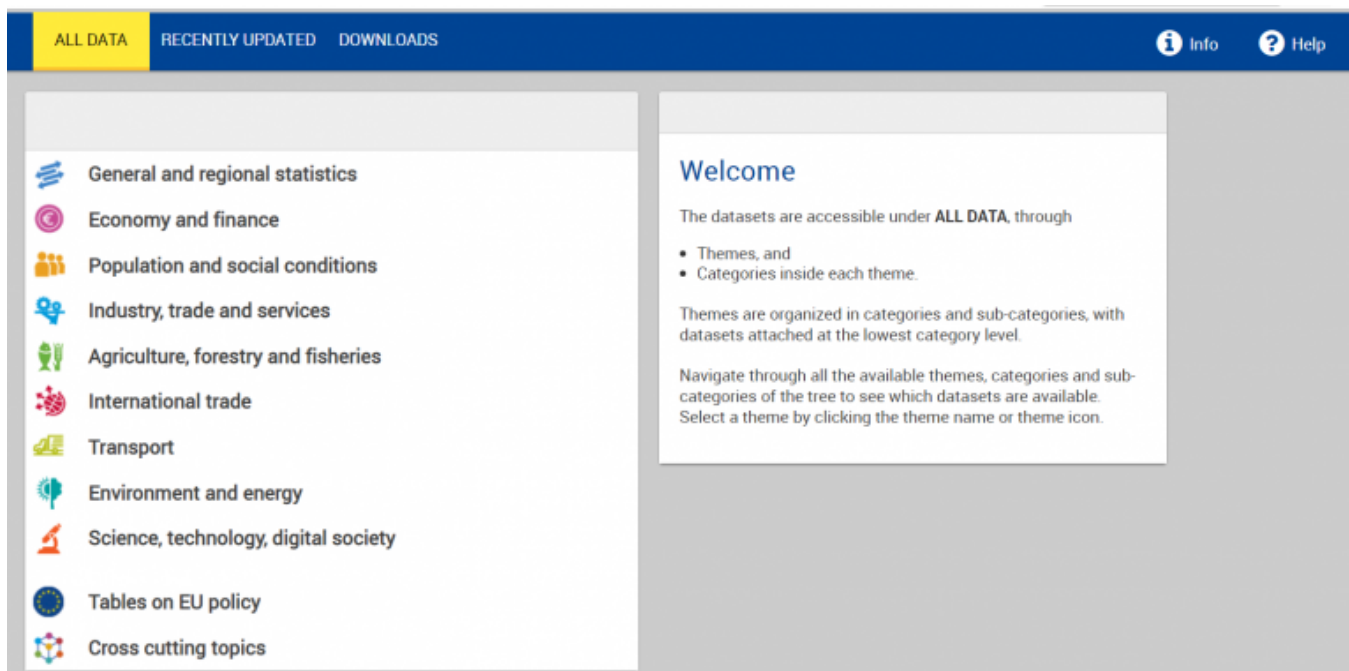 ALL DATA RECENTLY UPDATED DOWNLOADS Info Help
General and regional statistics
Economy and finance
Population and social conditions
Industry, trade and services
Agriculture, forestry and fisheries
International trade
Transport
Environment and energy
Science, technology, digital society
Tables on EU policy
Cross cutting topics
Welcome
The datasets are accessible under ALL DATA, through
• Themes, and
• Categories inside each theme.
Themes are organized in categories and sub-categories, with
datasets attached at the lowest category level.
Navigate through all the available themes, categories and sub-
categories of the tree to see which datasets are available.
Select a theme by clicking the theme name or theme icon.